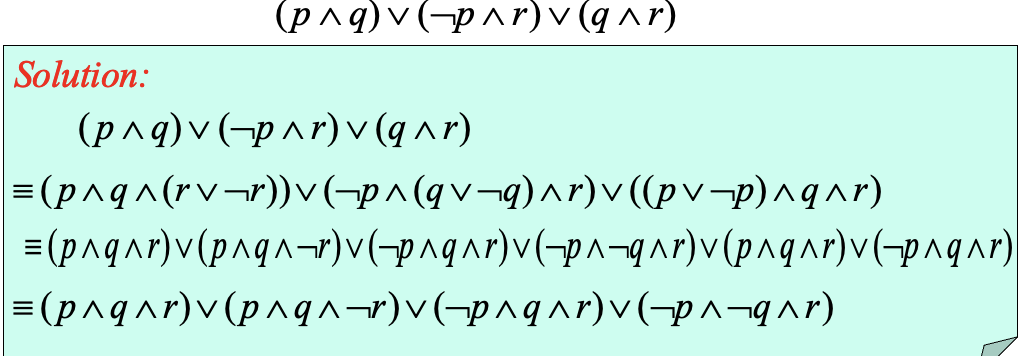 (p ∧ q) ∨ (¬p ∧ r) ∨ (q ∧ r)
Solution:
(p ∧ q) ∨ (¬p ∧ r) ∨ (q ∧ r)
≡ (p ∧ q ∧ (r ∨ ¬r)) ∨ (¬p ∧ (q ∨ ¬q) ∧ r) ∨ ((p ∨ ¬p) ∧ q ∧ r)
≡ (p ∧ q ∧ r) ∨ (p ∧ q ∧ ¬r) ∨ (¬p ∧ q ∧ r) ∨ (¬p ∧ ¬q ∧ r) ∨ (p ∧ q ∧ r) ∨ (¬p ∧ q ∧ r)
≡ (p ∧ q ∧ r) ∨ (p ∧ q ∧ ¬r) ∨ (¬p ∧ q ∧ r) ∨ (¬p ∧ ¬q ∧ r)